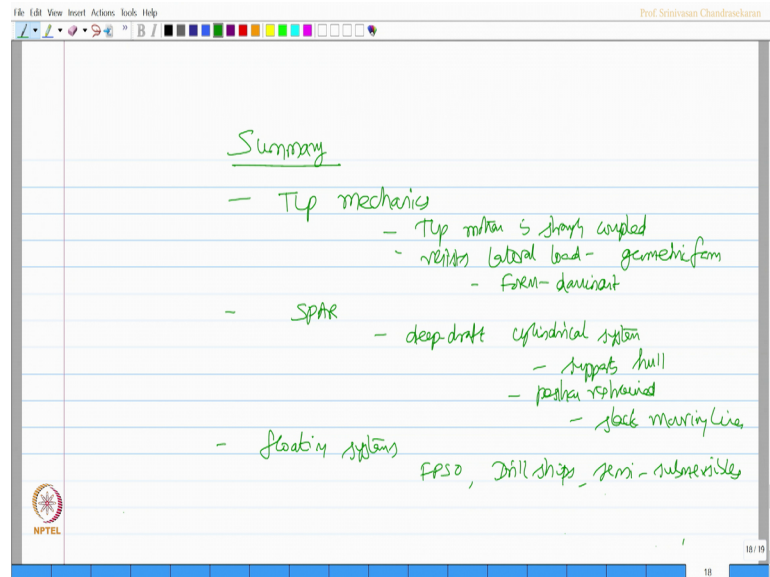 File Edit View Insert Actions Tools Help
Prof. Srinivasan Chandrasekaran
B I
Summary
- TLP mechanics
- TLP motion is strongly coupled
- resists lateral load - geometric form
- Form-dominant
- SPAR
- deep-draft cylindrical system
- supports hull
- position restrained
- slack mooring lines
- floating systems
FPSO, Drill ships, semi-submersibles
NPTEL
18/19
18